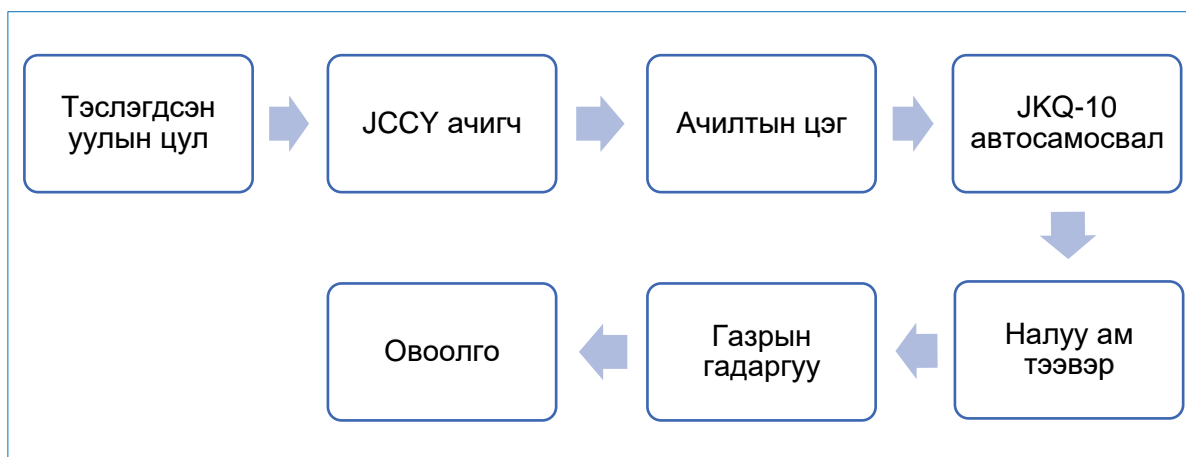 Тэслэгдсэн
уулын цул
JCCY ачигч
Ачилтын цэг
JKQ-10
автосамосвал
Налуу ам
тээвэр
Газрын
гадаргуу
Овоолго